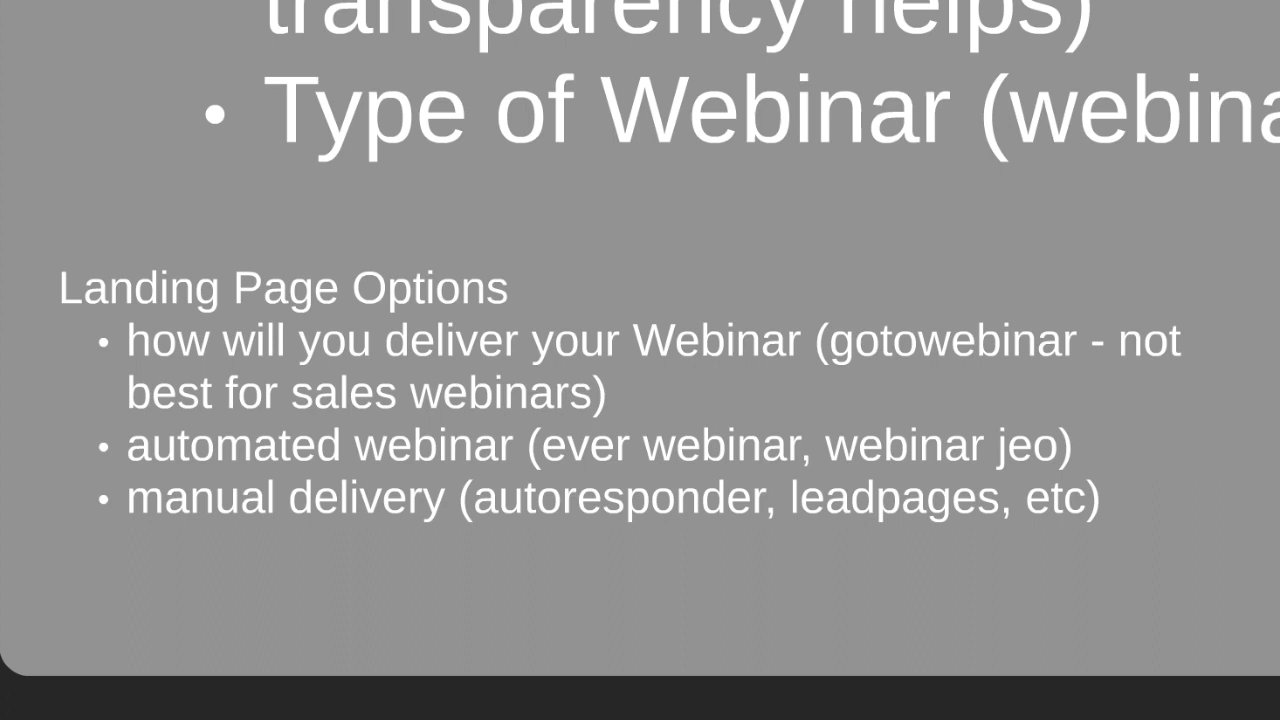 transparency helps)
• Type of Webinar (webina
Landing Page Options
• how will you deliver your Webinar (gotowebinar - not
best for sales webinars)
• automated webinar (ever webinar, webinar jeo)
• manual delivery (autoresponder, leadpages, etc)